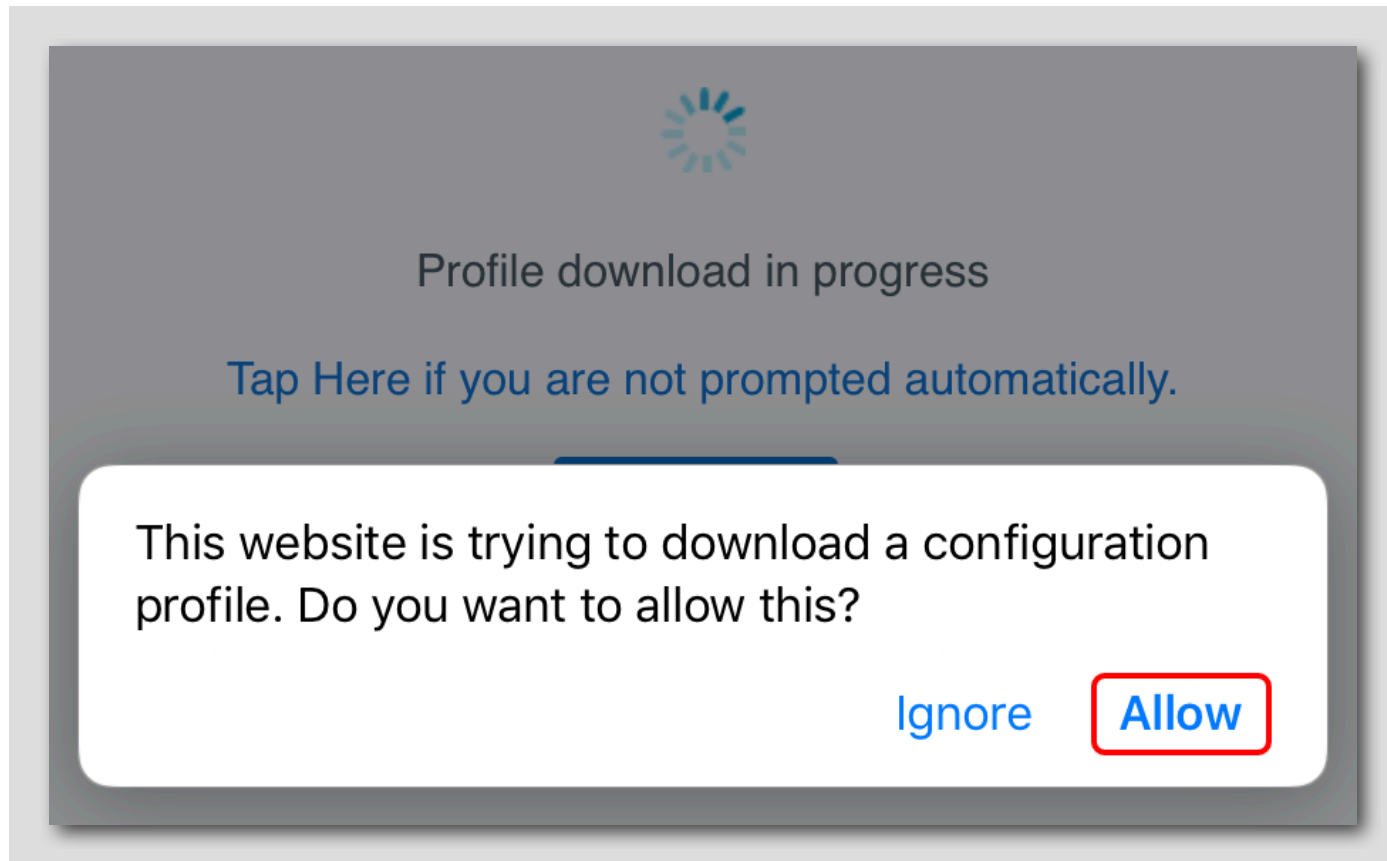 Profile download in progress
Tap Here if you are not prompted automatically.
This website is trying to download a configuration
profile. Do you want to allow this?
Ignore
Allow